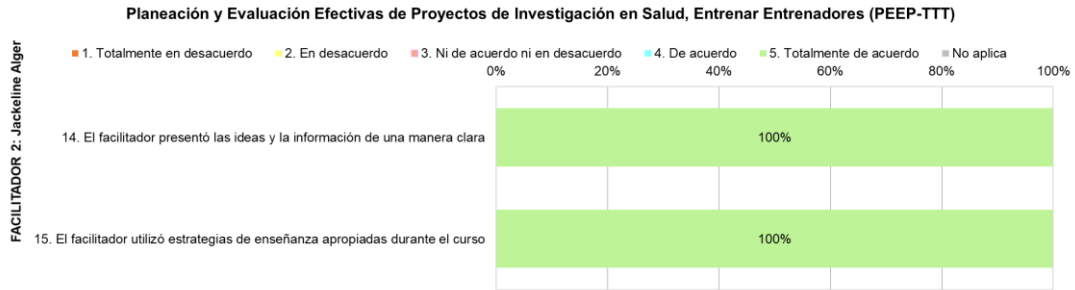 Planeación y Evaluación Efectivas de Proyectos de Investigación en Salud, Entrenar Entrenadores (PEEP-TTT)
1. Totalmente en desacuerdo 2. En desacuerdo 3. Ni de acuerdo ni en desacuerdo 4. De acuerdo 5. Totalmente de acuerdo No aplica
0% 20% 40% 60% 80% 100%
FACILITADOR 2: Jackeline Alger
14. El facilitador presentó las ideas y la información de una manera clara 100%
15. El facilitador utilizó estrategias de enseñanza apropiadas durante el curso 100%